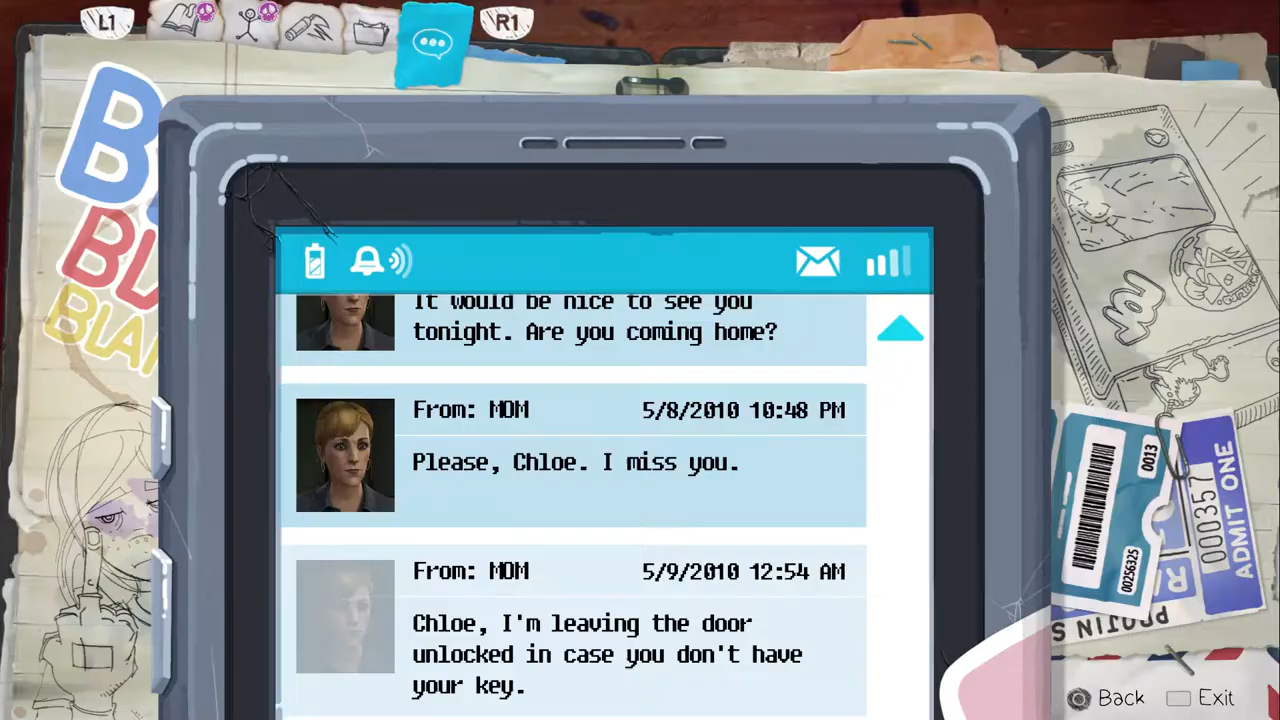 L1
R1
It would be nice to see you
tonight. Are you coming home?
From: MOM 5/8/2010 10:48 PM
Please, Chloe. I miss you.
From: MOM 5/9/2010 12:54 AM
Chloe, I'm leaving the door
unlocked in case you don't have
your key.
0013
00256325
000357
ADMIT ONE
Back
Exit